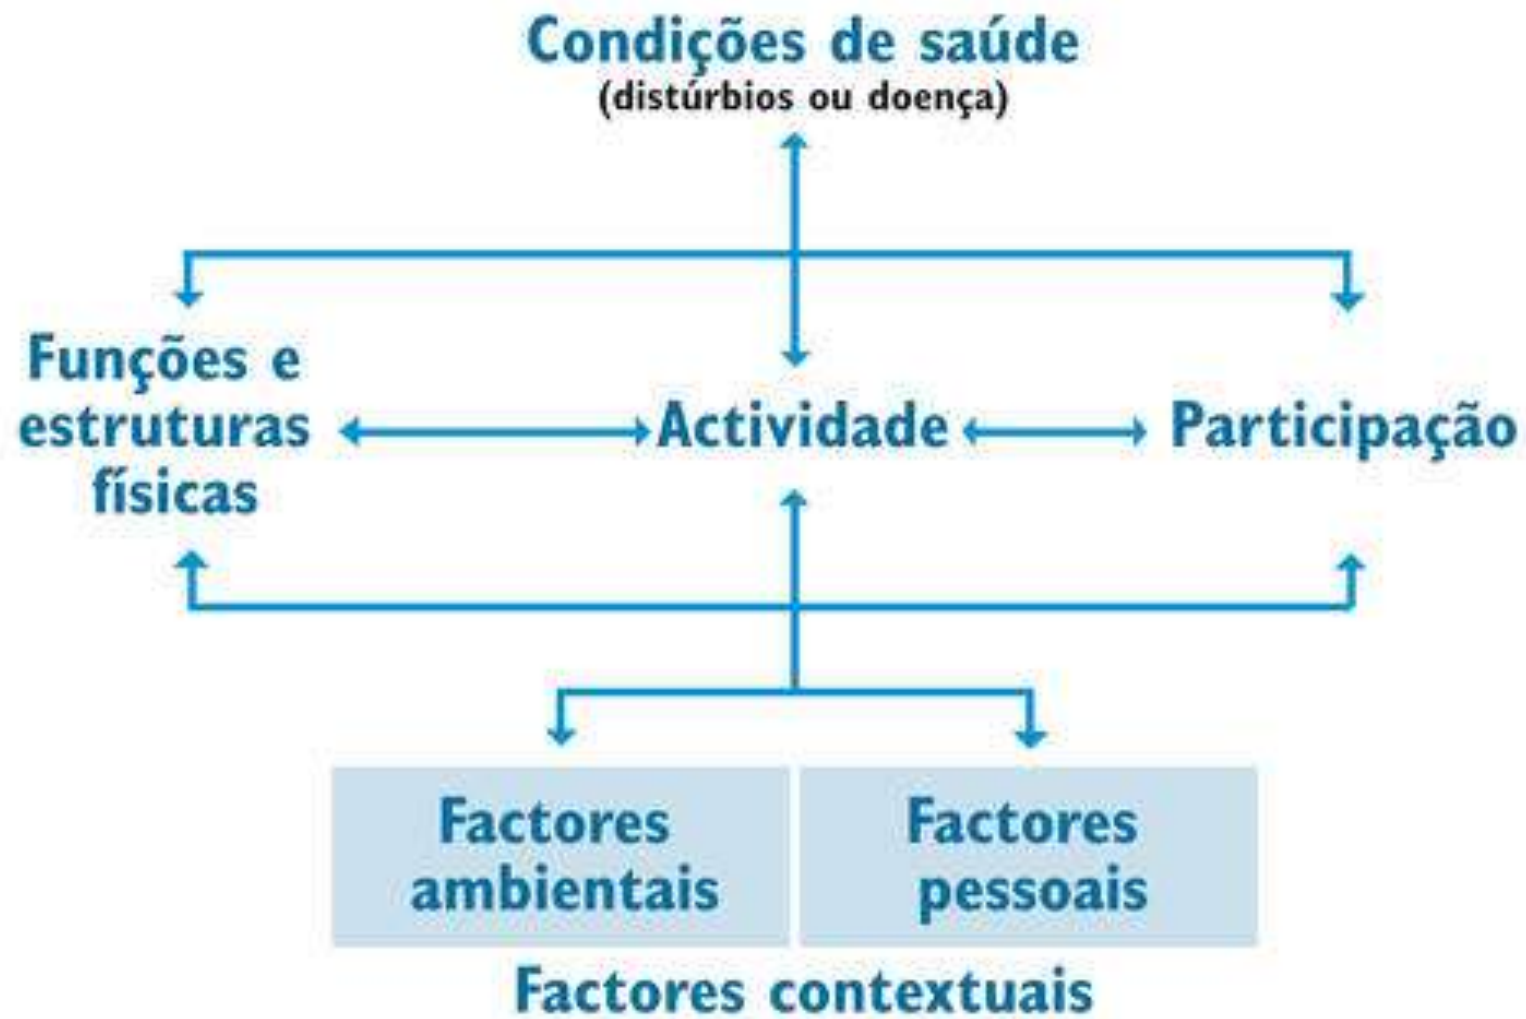 Condições de saúde
(distúrbios ou doença)
Funções e
estruturas
físicas
Actividade
Participação
Factores
ambientais
Factores
pessoais
Factores contextuais